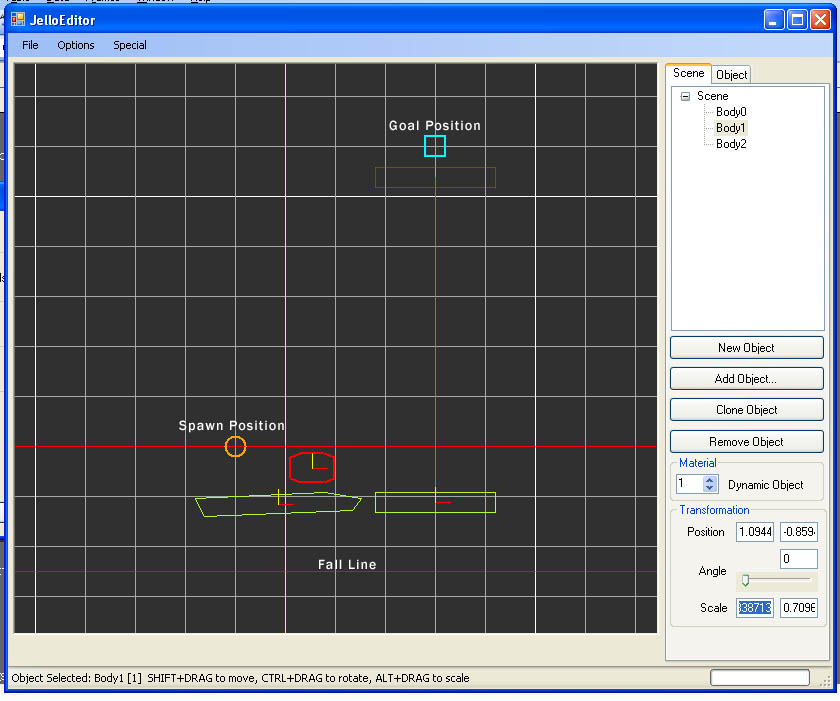 JelloEditor
File Options Special
Scene Object
Scene
Body0
Body1
Body2
Goal Position
Spawn Position
Fall Line
New Object
Add Object...
Clone Object
Remove Object
Material
1 Dynamic Object
Transformation
Position 1.0944 -0.859
0
Angle
Scale 38713 0.709
Object Selected: Body1 [1] SHIFT+DRAG to move, CTRL+DRAG to rotate, ALT+DRAG to scale